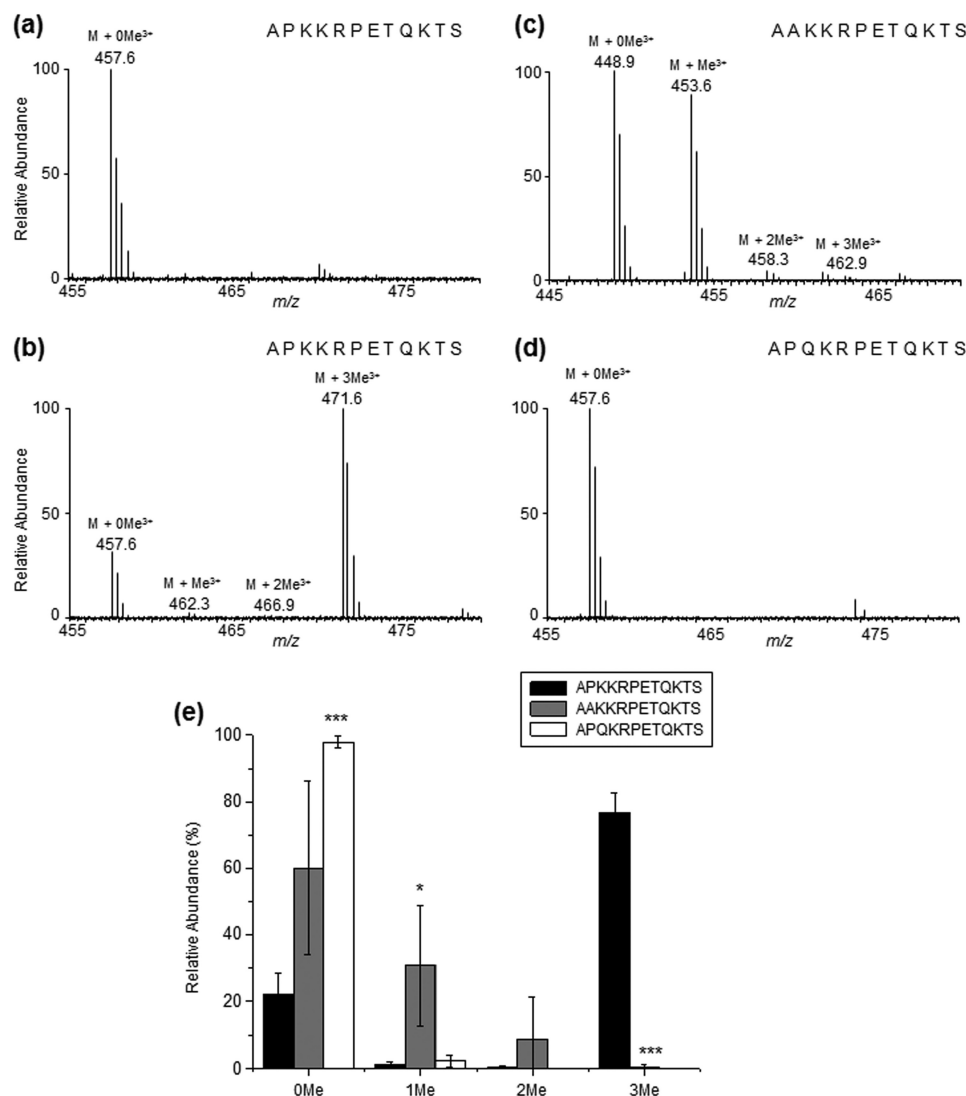 (a)
A P K K R P E T Q K T S
M + 0Me³⁺
457.6
100
50
0
Relative Abundance
455
465
475
m/z
(c)
A A K K R P E T Q K T S
M + 0Me³⁺
448.9
M + Me³⁺
453.6
M + 2Me³⁺
458.3
M + 3Me³⁺
462.9
100
50
0
445
455
465
m/z
(b)
A P K K R P E T Q K T S
M + 3Me³⁺
471.6
M + 0Me³⁺
457.6
M + Me³⁺
462.3
M + 2Me³⁺
466.9
100
50
0
Relative Abundance
455
465
475
m/z
(d)
A P Q K R P E T Q K T S
M + 0Me³⁺
457.6
100
50
0
455
465
475
m/z
(e)
APKKRPETQKTS
AAKKRPETQKTS
APQKRPETQKTS
***
*
***
100
80
60
40
20
0
Relative Abundance (%)
0Me
1Me
2Me
3Me